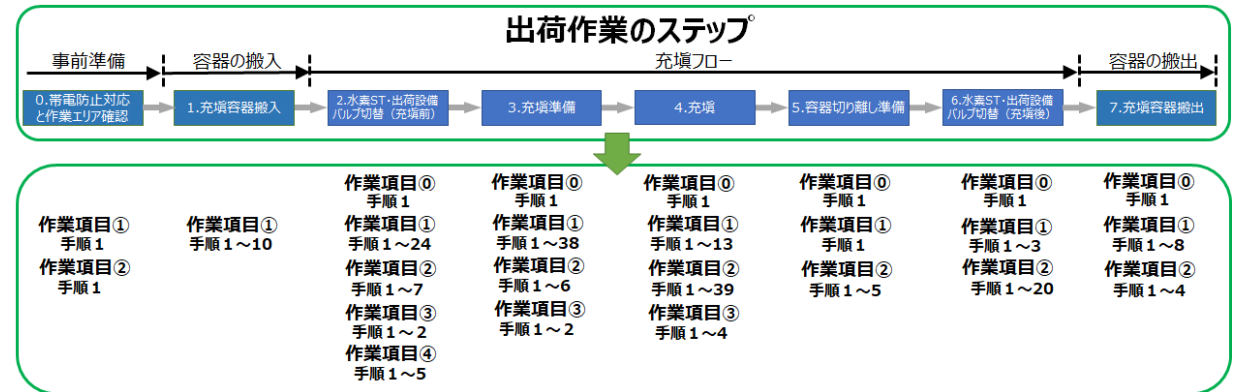 出荷作業のステップ
事前準備
容器の搬入
充填フロー
容器の搬出
0.帯電防止対応
と作業エリア確認
1.充填容器搬入
2.水素ST・出荷設備
バルブ切替（充填前）
3.充填準備
4.充填
5.容器切り離し準備
6.水素ST・出荷設備
バルブ切替（充填後）
7.充填容器搬出
作業項目①
手順1
作業項目②
手順1
作業項目①
手順1～10
作業項目⓪
手順1
作業項目①
手順1～24
作業項目②
手順1～7
作業項目③
手順1～2
作業項目④
手順1～5
作業項目⓪
手順1
作業項目①
手順1～38
作業項目②
手順1～6
作業項目③
手順1～2
作業項目⓪
手順1
作業項目①
手順1～13
作業項目②
手順1～39
作業項目③
手順1～4
作業項目⓪
手順1
作業項目①
手順1
作業項目②
手順1～5
作業項目⓪
手順1
作業項目①
手順1～3
作業項目②
手順1～20
作業項目⓪
手順1
作業項目①
手順1～8
作業項目②
手順1～4